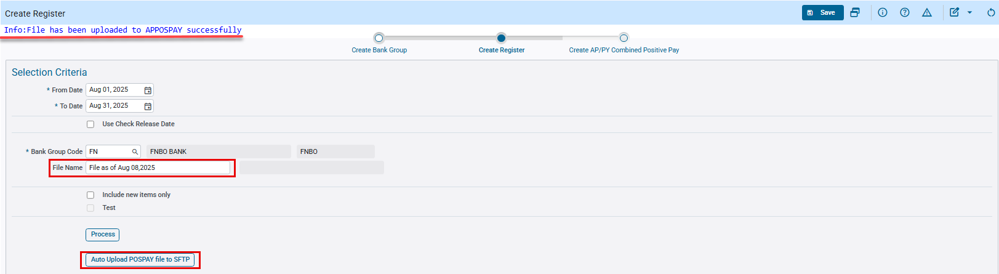 Create Register
Save
Info:File has been uploaded to APPOSPAY successfully
Create Bank Group
Create Register
Create AP/PY Combined Positive Pay
Selection Criteria
* From Date Aug 01, 2025
* To Date Aug 31, 2025
Use Check Release Date
* Bank Group Code FN FNBO BANK FNBO
File Name File as of Aug 08,2025
Include new items only
Test
Process
Auto Upload POSPAY file to SFTP